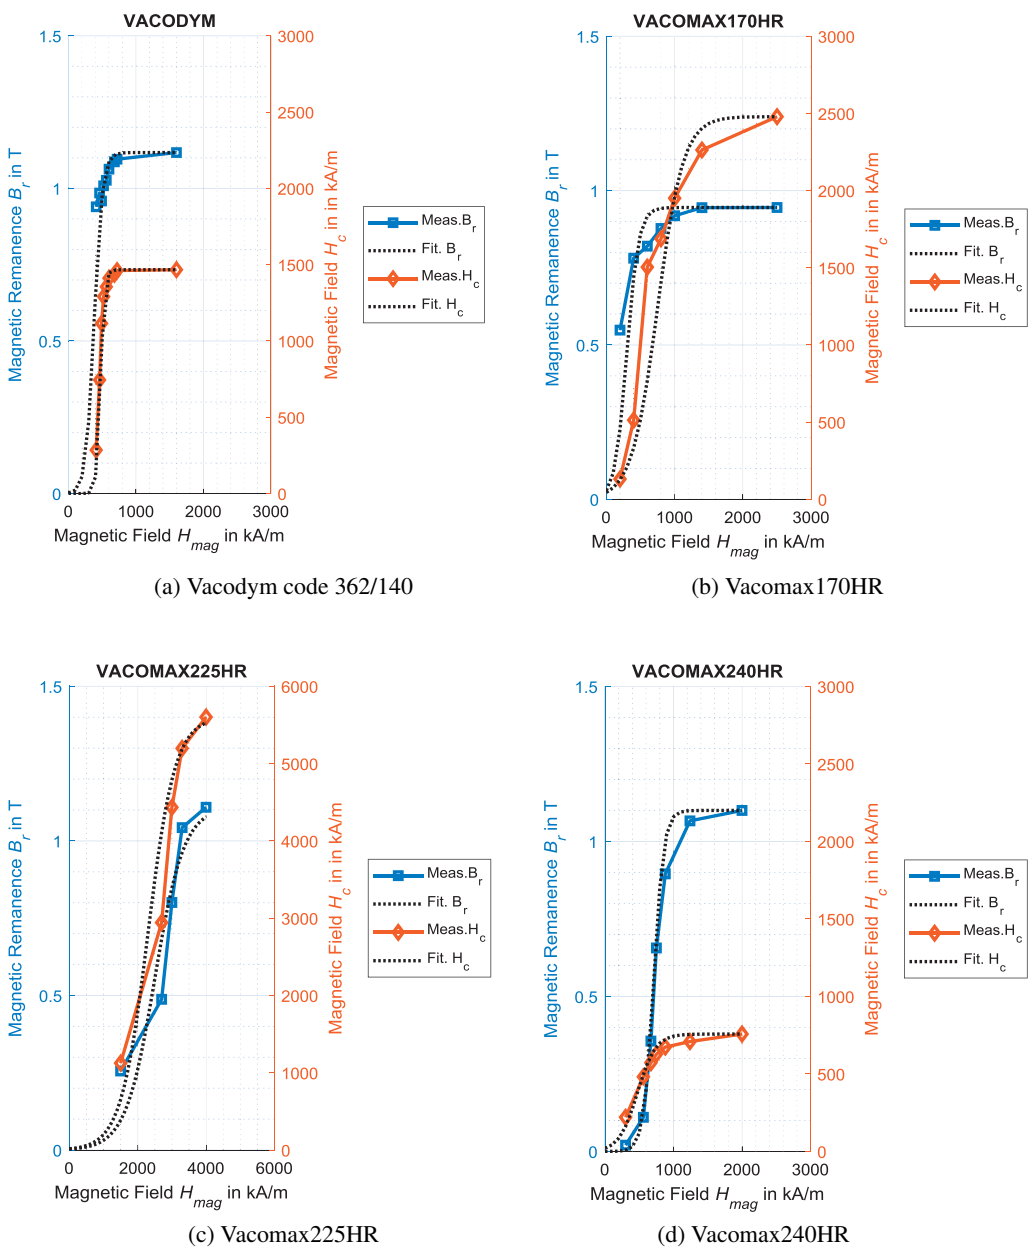 VACODYM
1.5
1
0.5
0
Magnetic Remanence B_r in T
3000
2500
2000
1500
1000
500
0
Magnetic Field H_c in in kA/m
0 1000 2000 3000
Magnetic Field H_mag in kA/m
Meas.B_r
Fit. B_r
Meas.H_c
Fit. H_c
(a) Vacodym code 362/140
VACOMAX170HR
1.5
1
0.5
0
Magnetic Remanence B_r in T
3000
2500
2000
1500
1000
500
0
Magnetic Field H_c in in kA/m
0 1000 2000 3000
Magnetic Field H_mag in kA/m
Meas.B_r
Fit. B_r
Meas.H_c
Fit. H_c
(b) Vacomax170HR
VACOMAX225HR
1.5
1
0.5
0
Magnetic Remanence B_r in T
6000
5000
4000
3000
2000
1000
0
Magnetic Field H_c in in kA/m
0 2000 4000 6000
Magnetic Field H_mag in kA/m
Meas.B_r
Fit. B_r
Meas.H_c
Fit. H_c
(c) Vacomax225HR
VACOMAX240HR
1.5
1
0.5
0
Magnetic Remanence B_r in T
3000
2500
2000
1500
1000
500
0
Magnetic Field H_c in in kA/m
0 1000 2000 3000
Magnetic Field H_mag in kA/m
Meas.B_r
Fit. B_r
Meas.H_c
Fit. H_c
(d) Vacomax240HR